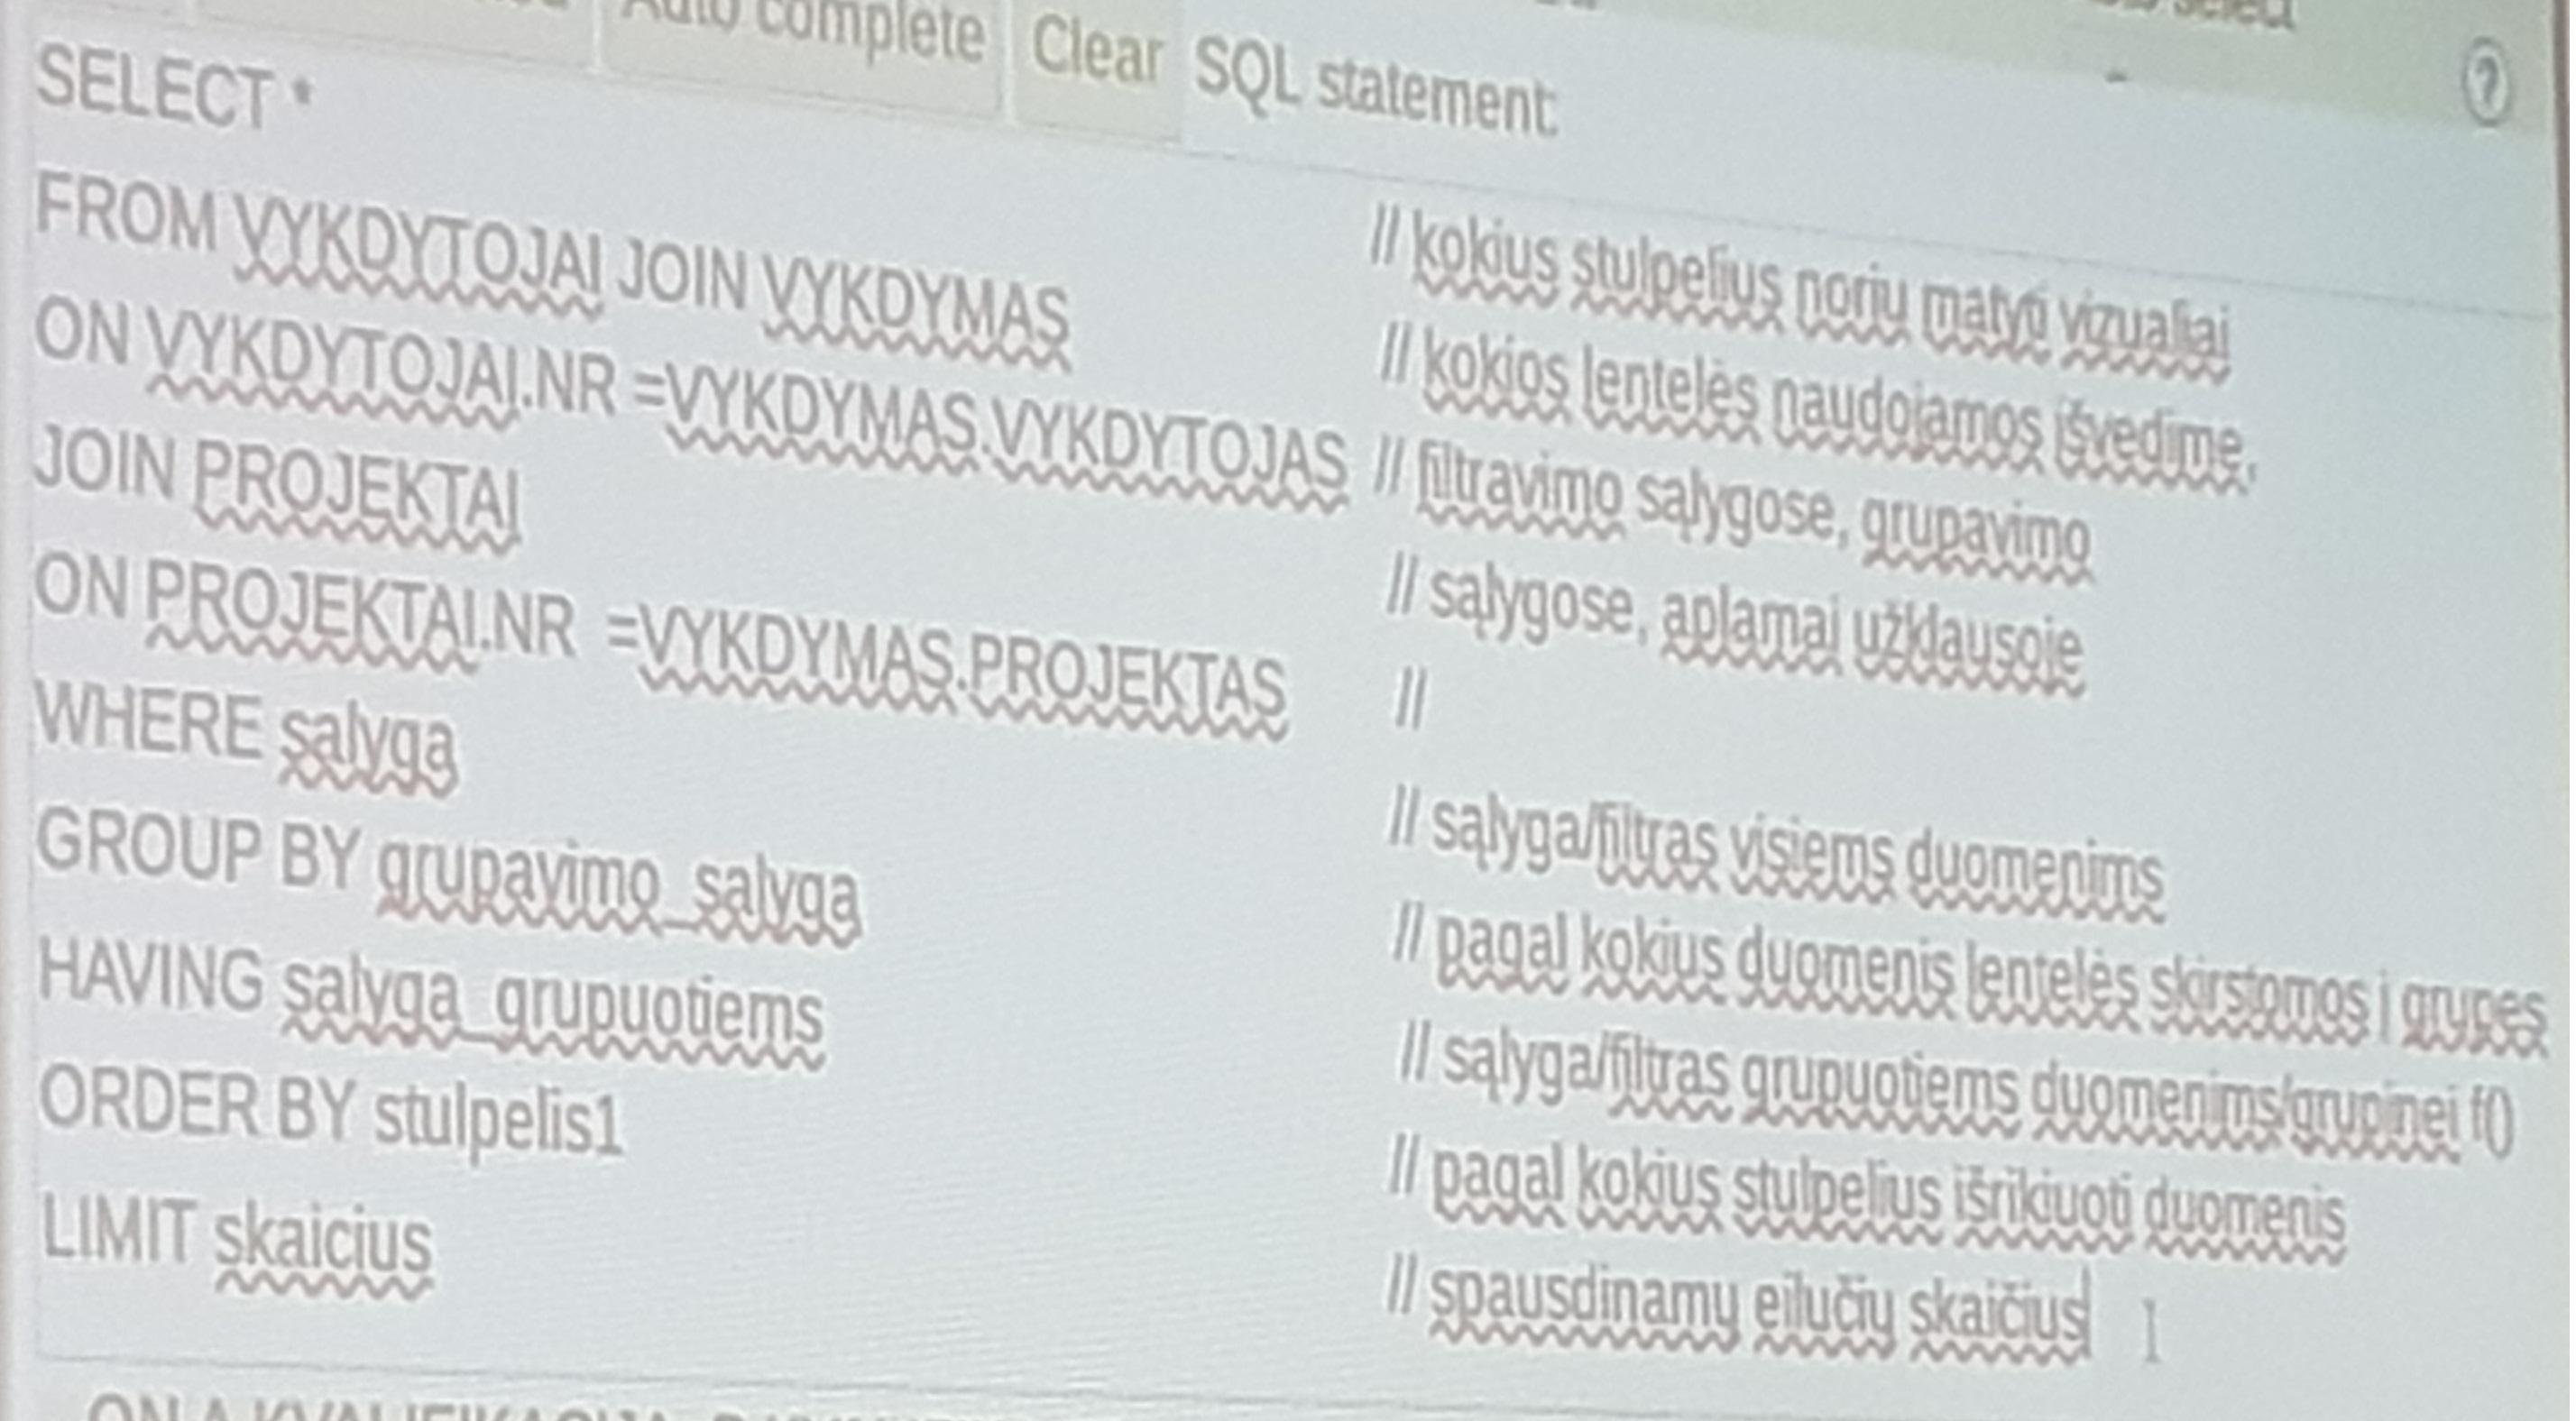 Auto complete
Clear
SQL statement:
select
SELECT *
FROM VYKDYTOJAI JOIN VYKDYMAS
ON VYKDYTOJAI.NR =VYKDYMAS.VYKDYTOJAS
JOIN PROJEKTAI
ON PROJEKTAI.NR =VYKDYMAS.PROJEKTAS
WHERE salyga
GROUP BY grupavimo_salyga
HAVING salyga_grupuotiems
ORDER BY stulpelis1
LIMIT skaicius
// kokius stulpelius noriu matyti vizualiai
// kokios lentelės naudojamos išvedime,
// filtravimo sąlygose, grupavimo
// sąlygose, aplamai užklausoje
//
// sąlyga/filtras visiems duomenims
// pagal kokius duomenis lentelės skirstomos į grupes
// sąlyga/filtras grupuotiems duomenims/grupinei f()
// pagal kokius stulpelius išrikiuoti duomenis
// spausdinamų eilučių skaičius